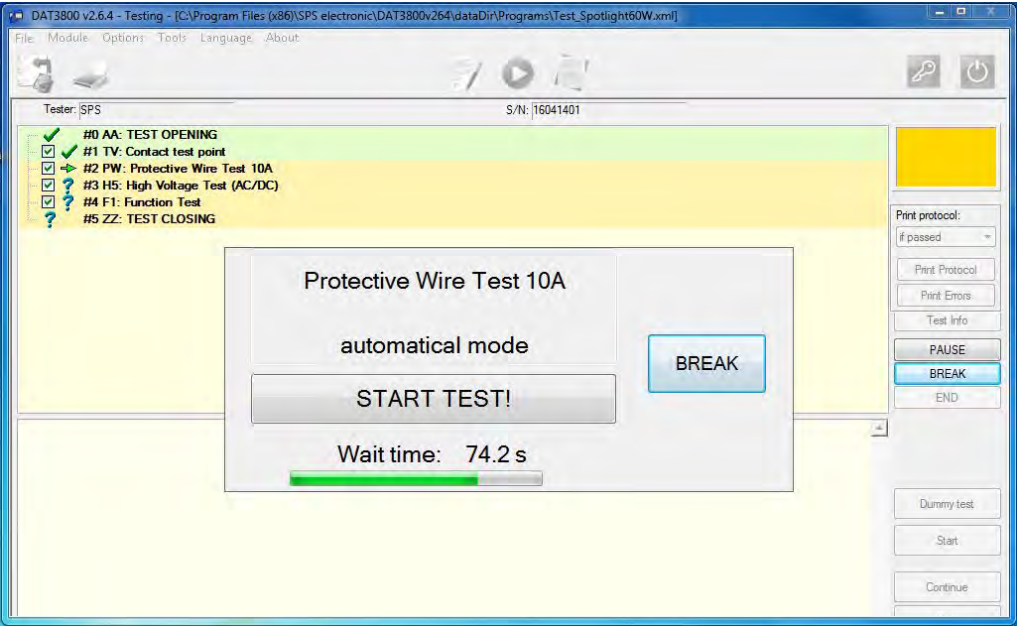 DAT3800 v2.6.4 - Testing - [C:\Program Files (x86)\SPS electronic\DAT3800v264\dataDir\Programs\Test_Spotlight60W.xml]
File Module Options Tools Language About
Tester: SPS S/N: 16041401
#0 AA: TEST OPENING
#1 TV: Contact test point
#2 PW: Protective Wire Test 10A
#3 H5: High Voltage Test (AC/DC)
#4 F1: Function Test
#5 ZZ: TEST CLOSING
Protective Wire Test 10A
automatical mode
START TEST!
Wait time: 74.2 s
BREAK
Print protocol:
if passed
Print Protocol
Print Errors
Test Info
PAUSE
BREAK
END
Dummy test
Start
Continue